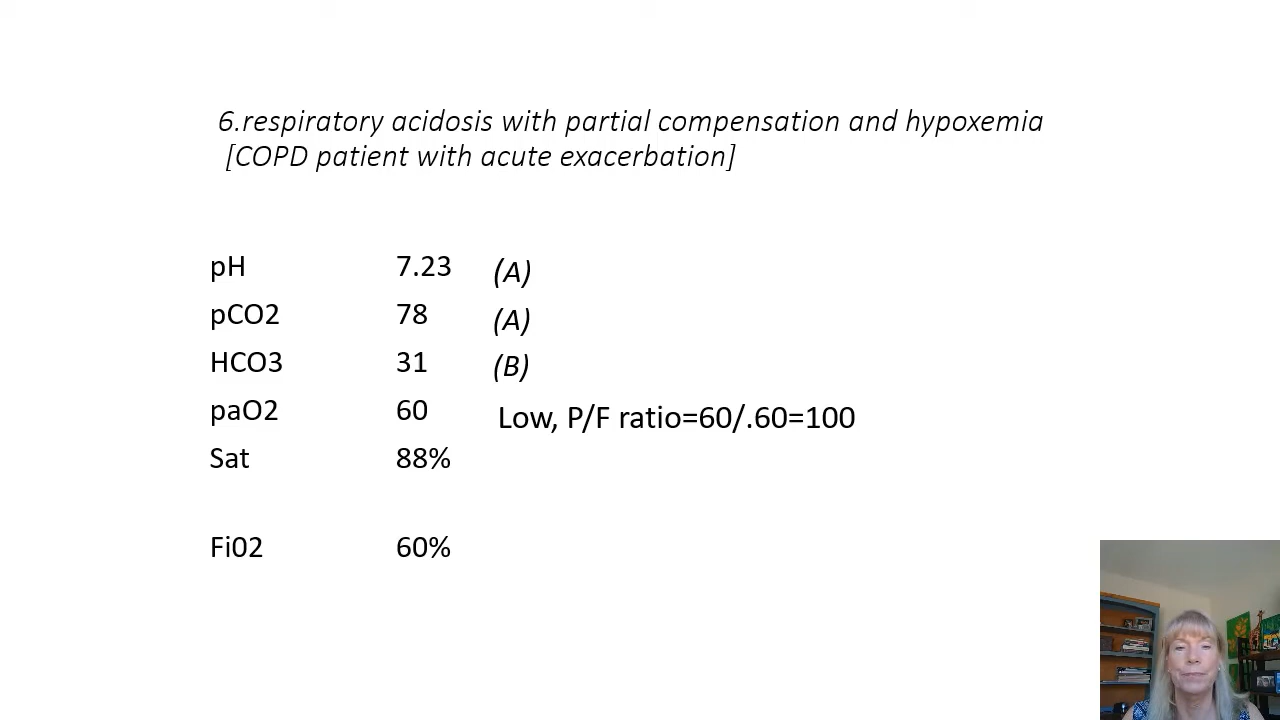 6.respiratory acidosis with partial compensation and hypoxemia
[COPD patient with acute exacerbation]
pH 7.23 (A)
pCO2 78 (A)
HCO3 31 (B)
paO2 60 Low, P/F ratio=60/.60=100
Sat 88%
Fi02 60%